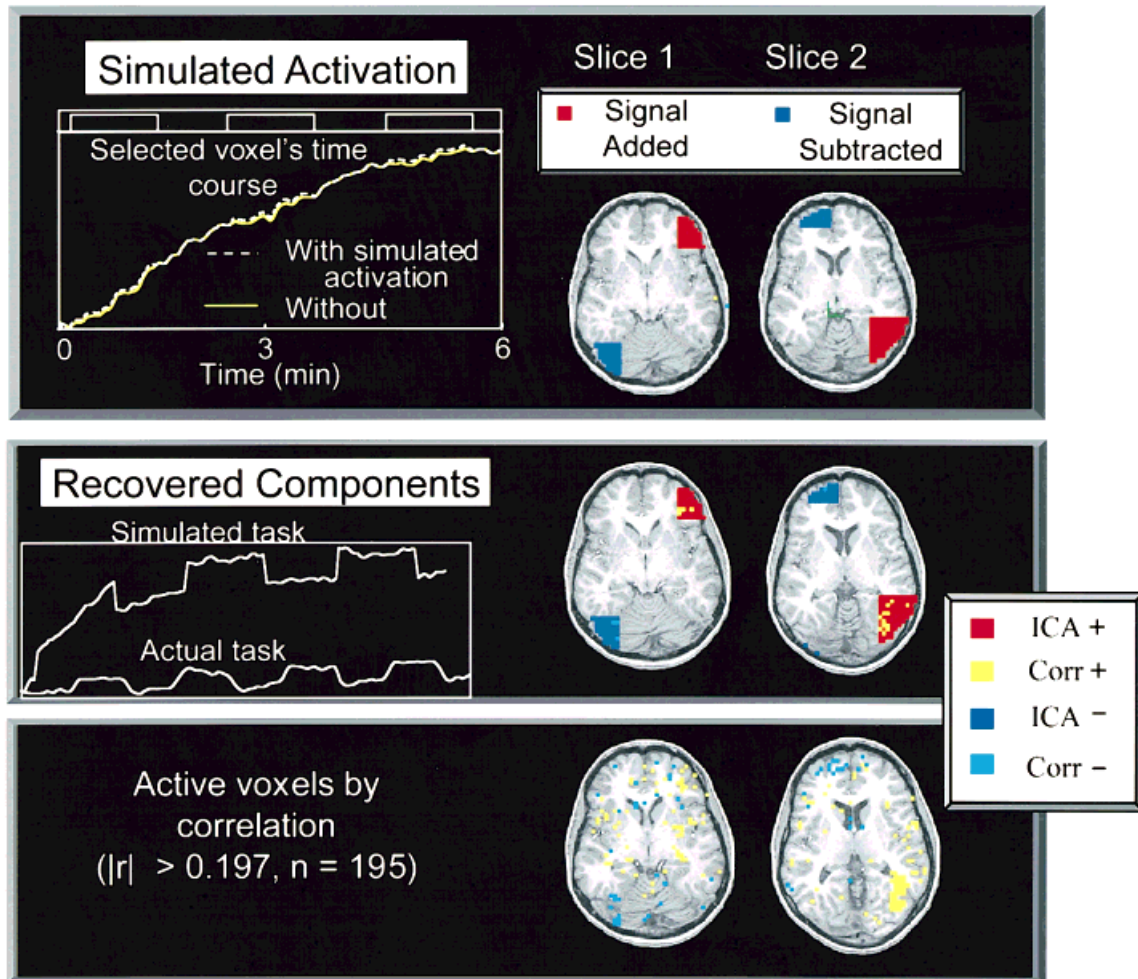 Simulated Activation
Selected voxel's time
course
With simulated
activation
Without
0
3
6
Time (min)
Slice 1
Slice 2
Signal
Added
Signal
Subtracted
Recovered Components
Simulated task
Actual task
ICA +
Corr +
ICA −
Corr −
Active voxels by
correlation
(|r| > 0.197, n = 195)